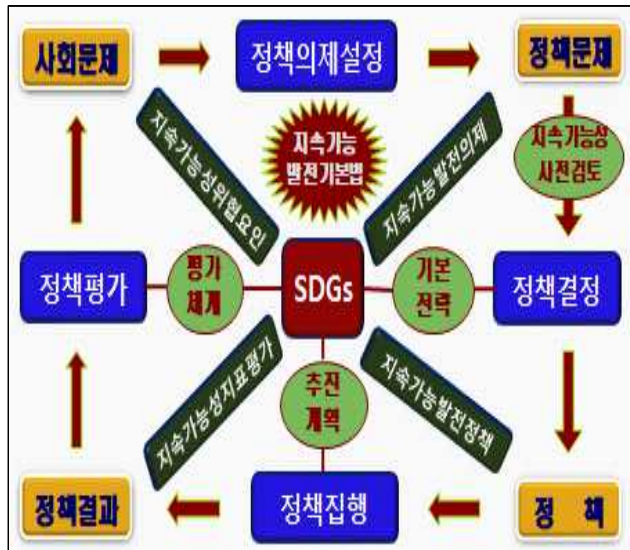 사회문제
정책의제설정
정책문제
지속가능성위협요인
지속가능
발전기본법
지속가능발전의제
지속가능성
사전검토
정책평가
평가
체계
SDGs
기본
전략
정책결정
지속가능성지표평가
추진
계획
지속가능발전정책
정책결과
정책집행
정 책